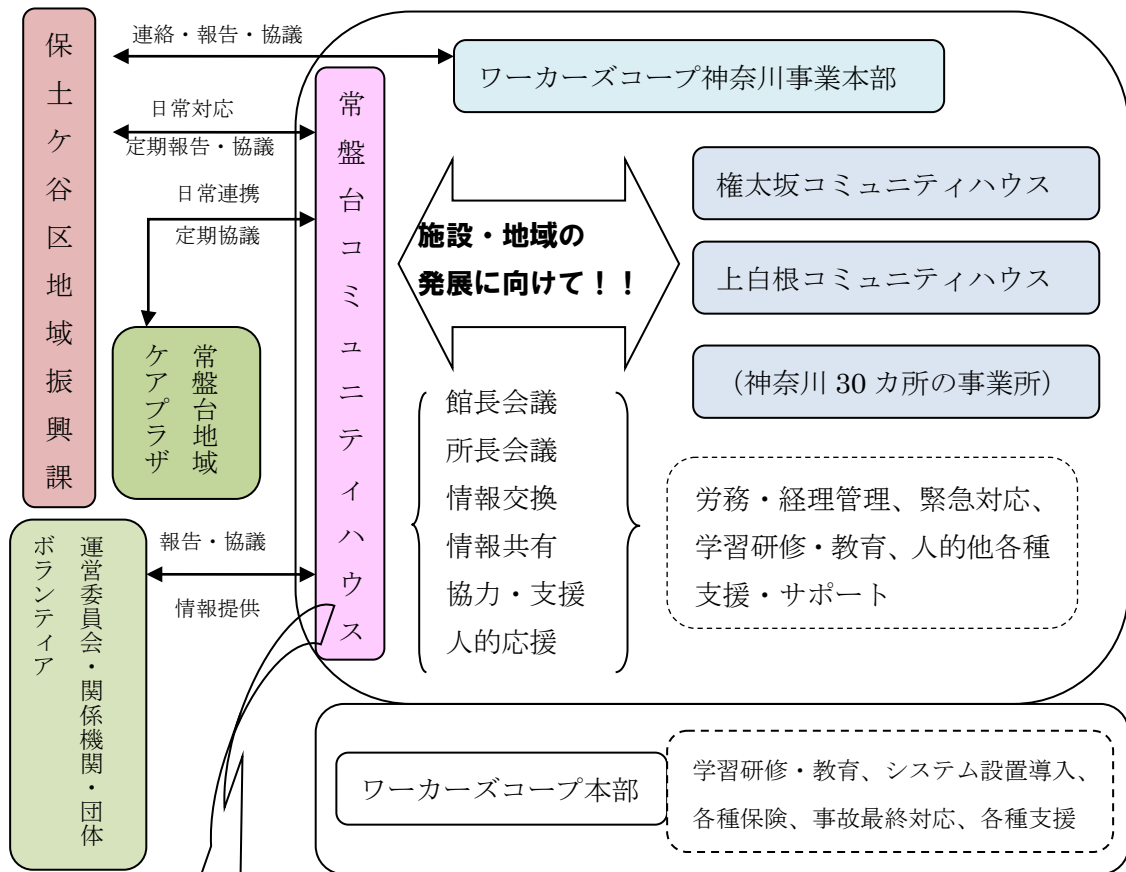 保土ケ谷区地域振興課
連絡・報告・協議
ワーカーズコープ神奈川事業本部
常盤台コミュニティハウス
日常対応
定期報告・協議
日常連携
定期協議
常盤台地域
ケアプラザ
施設・地域の
発展に向けて！！
権太坂コミュニティハウス
上白根コミュニティハウス
（神奈川 30 カ所の事業所）
館長会議
所長会議
情報交換
情報共有
協力・支援
人的応援
労務・経理管理、緊急対応、
学習研修・教育、人的他各種
支援・サポート
運営委員会・関係機関・団体
ボランティア
報告・協議
情報提供
ワーカーズコープ本部
学習研修・教育、システム設置導入、
各種保険、事故最終対応、各種支援